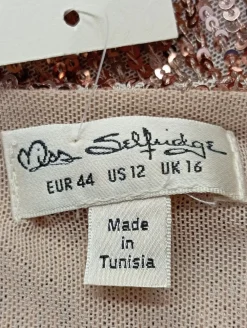 Miss Selfridge
EUR 44 US 12 UK 16
Made
in
Tunisia